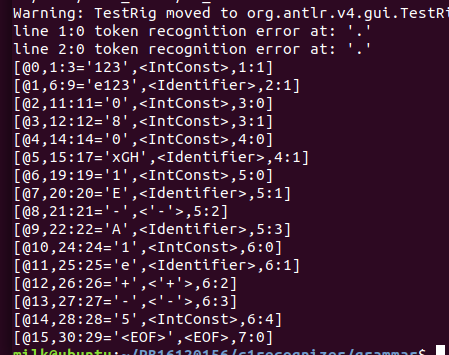 Warning: TestRig moved to org.antlr.v4.gui.TestRi
line 1:0 token recognition error at: '.'
line 2:0 token recognition error at: '.'
[@0,1:3='123',<IntConst>,1:1]
[@1,6:9='e123',<Identifier>,2:1]
[@2,11:11='0',<IntConst>,3:0]
[@3,12:12='8',<IntConst>,3:1]
[@4,14:14='0',<IntConst>,4:0]
[@5,15:17='xGH',<Identifier>,4:1]
[@6,19:19='1',<IntConst>,5:0]
[@7,20:20='E',<Identifier>,5:1]
[@8,21:21='-',<'-'>,5:2]
[@9,22:22='A',<Identifier>,5:3]
[@10,24:24='1',<IntConst>,6:0]
[@11,25:25='e',<Identifier>,6:1]
[@12,26:26='+',<'+'>,6:2]
[@13,27:27='-',<'-'>,6:3]
[@14,28:28='5',<IntConst>,6:4]
[@15,30:29='<EOF>',<EOF>,7:0]
milk@ubuntu:~/PB16120156/c1recognizer/grammar$